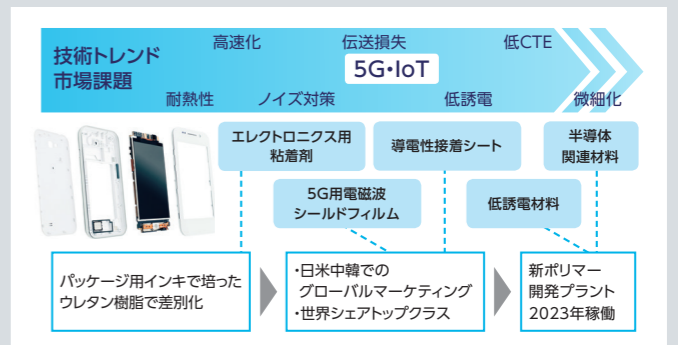 技術トレンド
市場課題
高速化
伝送損失
低CTE
5G・IoT
耐熱性
ノイズ対策
低誘電
微細化
エレクトロニクス用
粘着剤
導電性接着シート
半導体
関連材料
5G用電磁波
シールドフィルム
低誘電材料
パッケージ用インキで培った
ウレタン樹脂で差別化
・日米中韓での
グローバルマーケティング
・世界シェアトップクラス
新ポリマー
開発プラント
2023年稼働